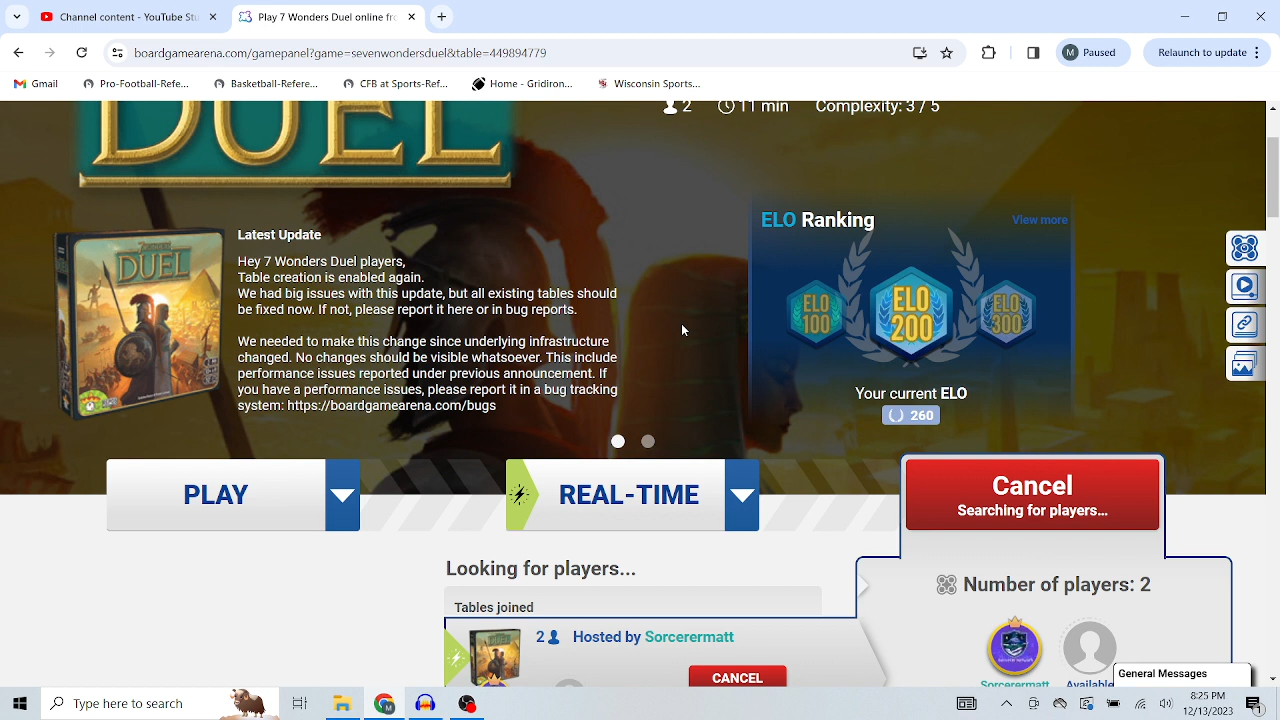 Channel content - YouTube Stu
Play 7 Wonders Duel online fro
boardgamearena.com/gamepanel?game=sevenwondersduel&table=449894779
M Paused
Relaunch to update
Gmail
Pro-Football-Refe...
Basketball-Refere...
CFB at Sports-Ref...
Home - Gridiron...
Wisconsin Sports...
DUEL
2
11 min
Complexity: 3 / 5
ELO Ranking
View more
Latest Update
Hey 7 Wonders Duel players,
Table creation is enabled again.
We had big issues with this update, but all existing tables should
be fixed now. If not, please report it here or in bug reports.
We needed to make this change since underlying infrastructure
changed. No changes should be visible whatsoever. This include
performance issues reported under previous announcement. If
you have a performance issues, please report it in a bug tracking
system: https://boardgamearena.com/bugs
DUEL
ELO 100
ELO 200
ELO 300
Your current ELO
260
PLAY
REAL-TIME
Cancel
Searching for players...
Looking for players...
Tables joined
2 Hosted by Sorcerermatt
CANCEL
Number of players: 2
Sorcerermatt
Available
General Messages
Type here to search
8:25 PM
12/13/2023